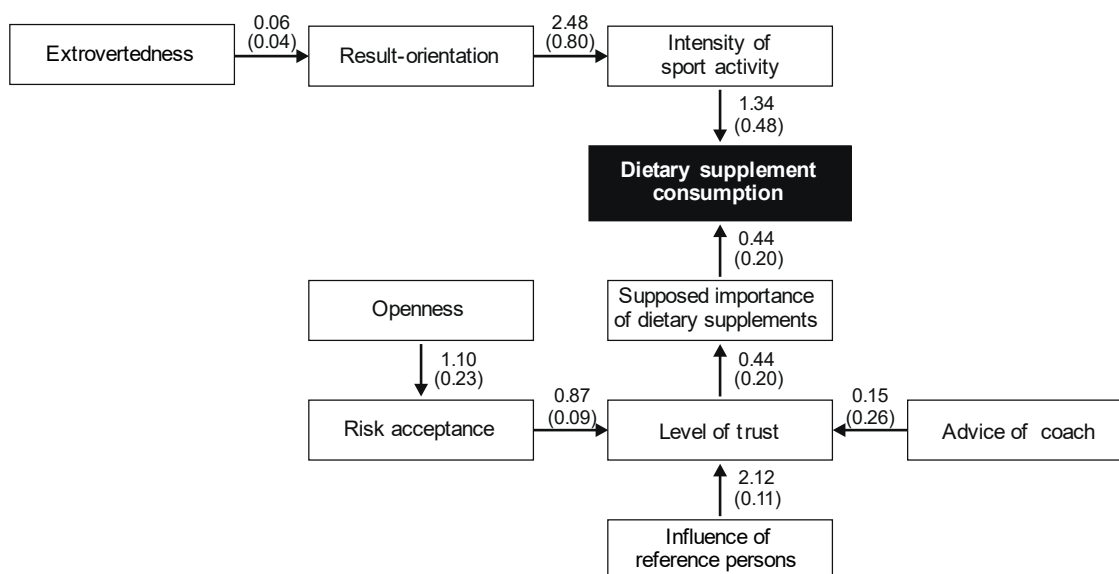 0.06
(0.04)
2.48
(0.80)
Extrovertedness
Result-orientation
Intensity of
sport activity
1.34
(0.48)
Dietary supplement
consumption
0.44
(0.20)
Openness
Supposed importance
of dietary supplements
1.10
(0.23)
0.44
(0.20)
0.87
(0.09)
0.15
(0.26)
Risk acceptance
Level of trust
Advice of coach
2.12
(0.11)
Influence of
reference persons